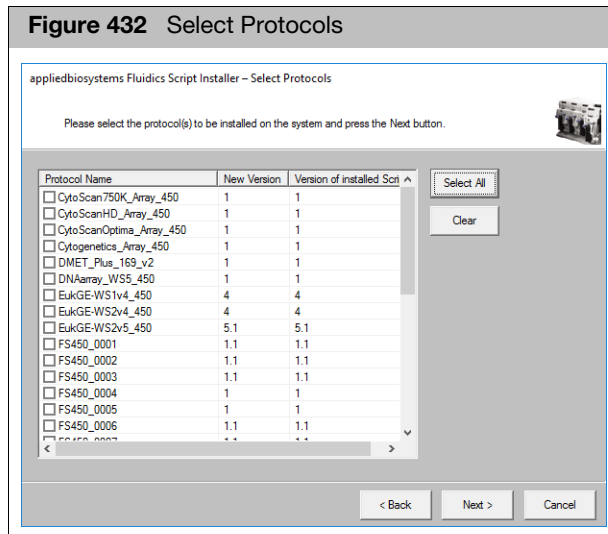 Figure 432 Select Protocols
appliedbiosystems Fluidics Script Installer – Select Protocols
Please select the protocol(s) to be installed on the system and press the Next button.
Protocol Name New Version Version of installed Scri
CytoScan750K_Array_450 1 1
CytoScanHD_Array_450 1 1
CytoScanOptima_Array_450 1 1
Cytogenetics_Array_450 1 1
DMET_Plus_169_v2 1 1
DNAarray_WS5_450 1 1
EukGE-WS1v4_450 4 4
EukGE-WS2v4_450 4 4
EukGE-WS2v5_450 5.1 5.1
FS450_0001 1.1 1.1
FS450_0002 1.1 1.1
FS450_0003 1.1 1.1
FS450_0004 1 1
FS450_0005 1 1
FS450_0006 1.1 1.1
Select All
Clear
< Back Next > Cancel